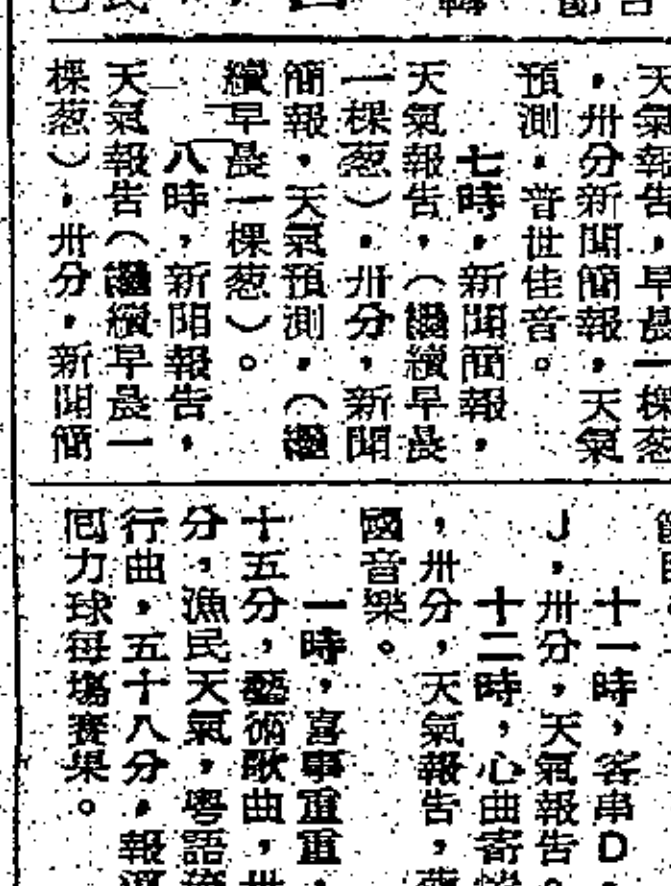 天氣報告，早晨一棵葱
，卅分新聞簡報，天氣
預測，普世佳音。
七時，新聞簡報，
天氣報告，（繼續早晨
一棵葱），卅分，新聞
簡報，天氣預測，（繼
續早晨一棵葱）。
八時，新聞報告，
天氣報告（繼續早晨一
棵葱），卅分，新聞簡
十一時，客串D
J，卅分，天氣報告
十二時，心曲寄
，卅分，天氣報告，
國音樂。
一時，喜事重重，
十五分，藝術歌曲，卅
分，漁民天氣，粵語
行曲，五十八分，報
囘力球每塲賽果。